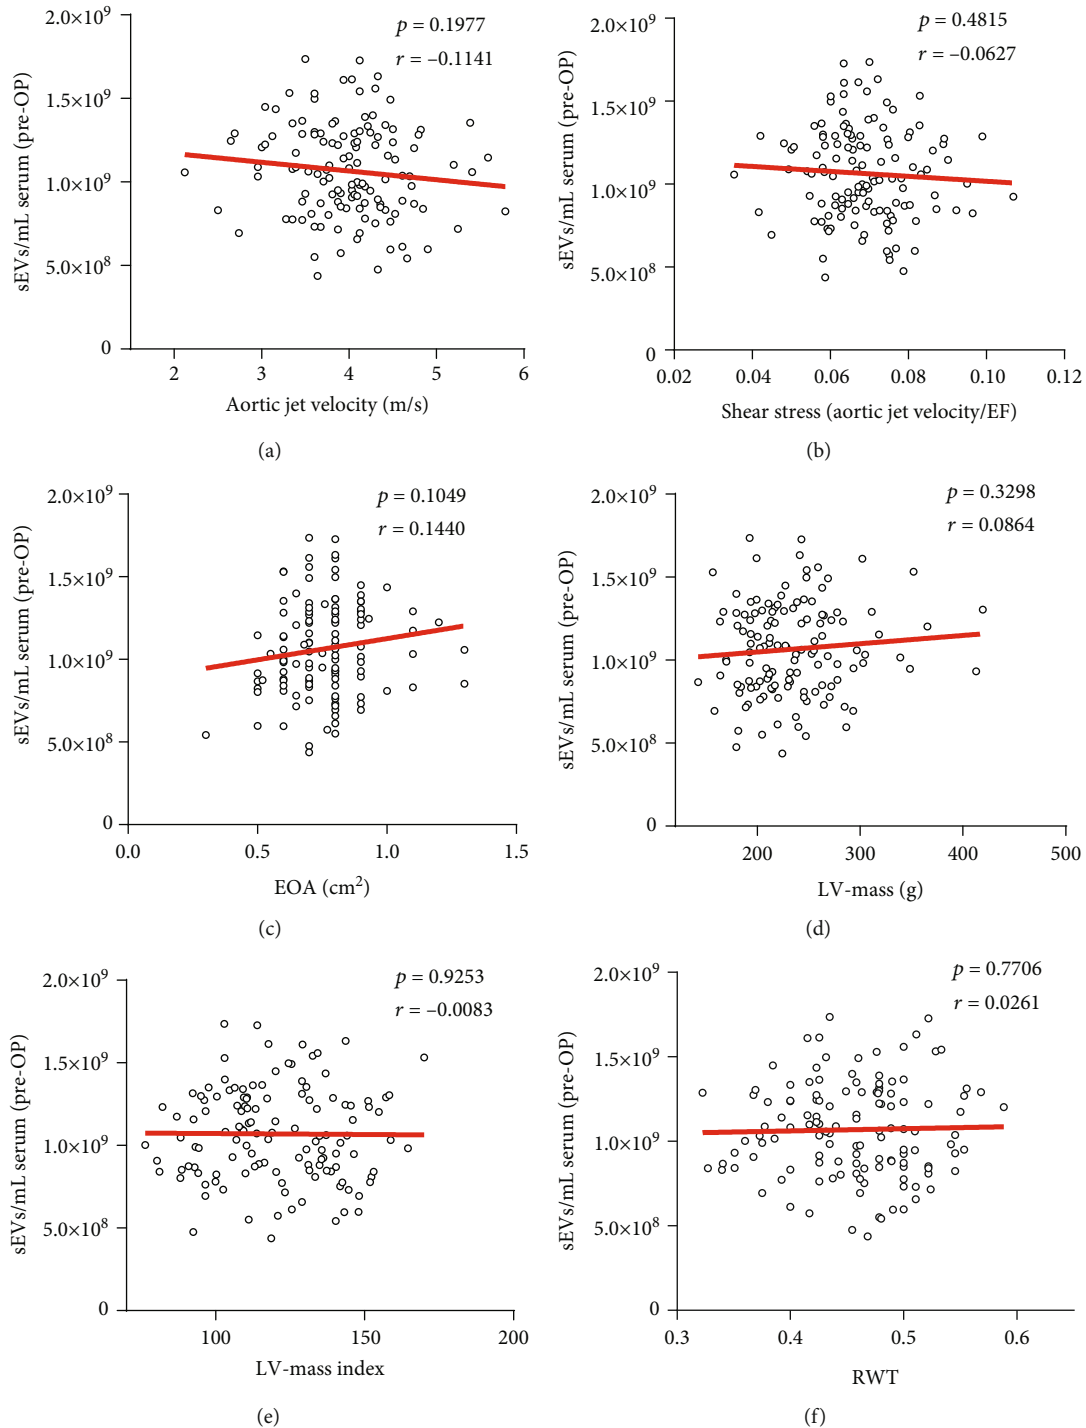 p = 0.1977
r = –0.1141
2.0×10⁹
1.5×10⁹
1.0×10⁹
5.0×10⁸
0
sEVs/mL serum (pre-OP)
2 3 4 5 6
Aortic jet velocity (m/s)
(a)
p = 0.4815
r = –0.0627
2.0×10⁹
1.5×10⁹
1.0×10⁹
5.0×10⁸
0
sEVs/mL serum (pre-OP)
0.02 0.04 0.06 0.08 0.10 0.12
Shear stress (aortic jet velocity/EF)
(b)
p = 0.1049
r = 0.1440
2.0×10⁹
1.5×10⁹
1.0×10⁹
5.0×10⁸
0
sEVs/mL serum (pre-OP)
0.0 0.5 1.0 1.5
EOA (cm²)
(c)
p = 0.3298
r = 0.0864
2.0×10⁹
1.5×10⁹
1.0×10⁹
5.0×10⁸
0
sEVs/mL serum (pre-OP)
200 300 400 500
LV-mass (g)
(d)
p = 0.9253
r = –0.0083
2.0×10⁹
1.5×10⁹
1.0×10⁹
5.0×10⁸
0
sEVs/mL serum (pre-OP)
100 150 200
LV-mass index
(e)
p = 0.7706
r = 0.0261
2.0×10⁹
1.5×10⁹
1.0×10⁹
5.0×10⁸
0
sEVs/mL serum (pre-OP)
0.3 0.4 0.5 0.6
RWT
(f)